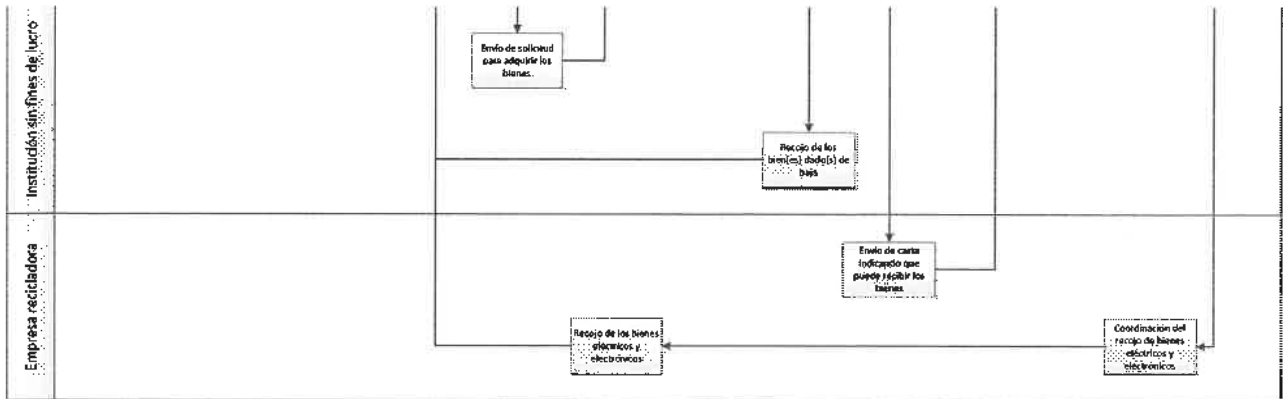 Institución sin fines de lucro
Envío de solicitud
para adquirir los
bienes.
Recojo de los
bien(es) dado(s) de
baja
Empresa recicladora
Envío de carta
indicando que
puede recibir los
bienes
Recojo de los bienes
eléctricos y
electrónicos
Coordinación del
recojo de bienes
eléctricos y
electrónicos